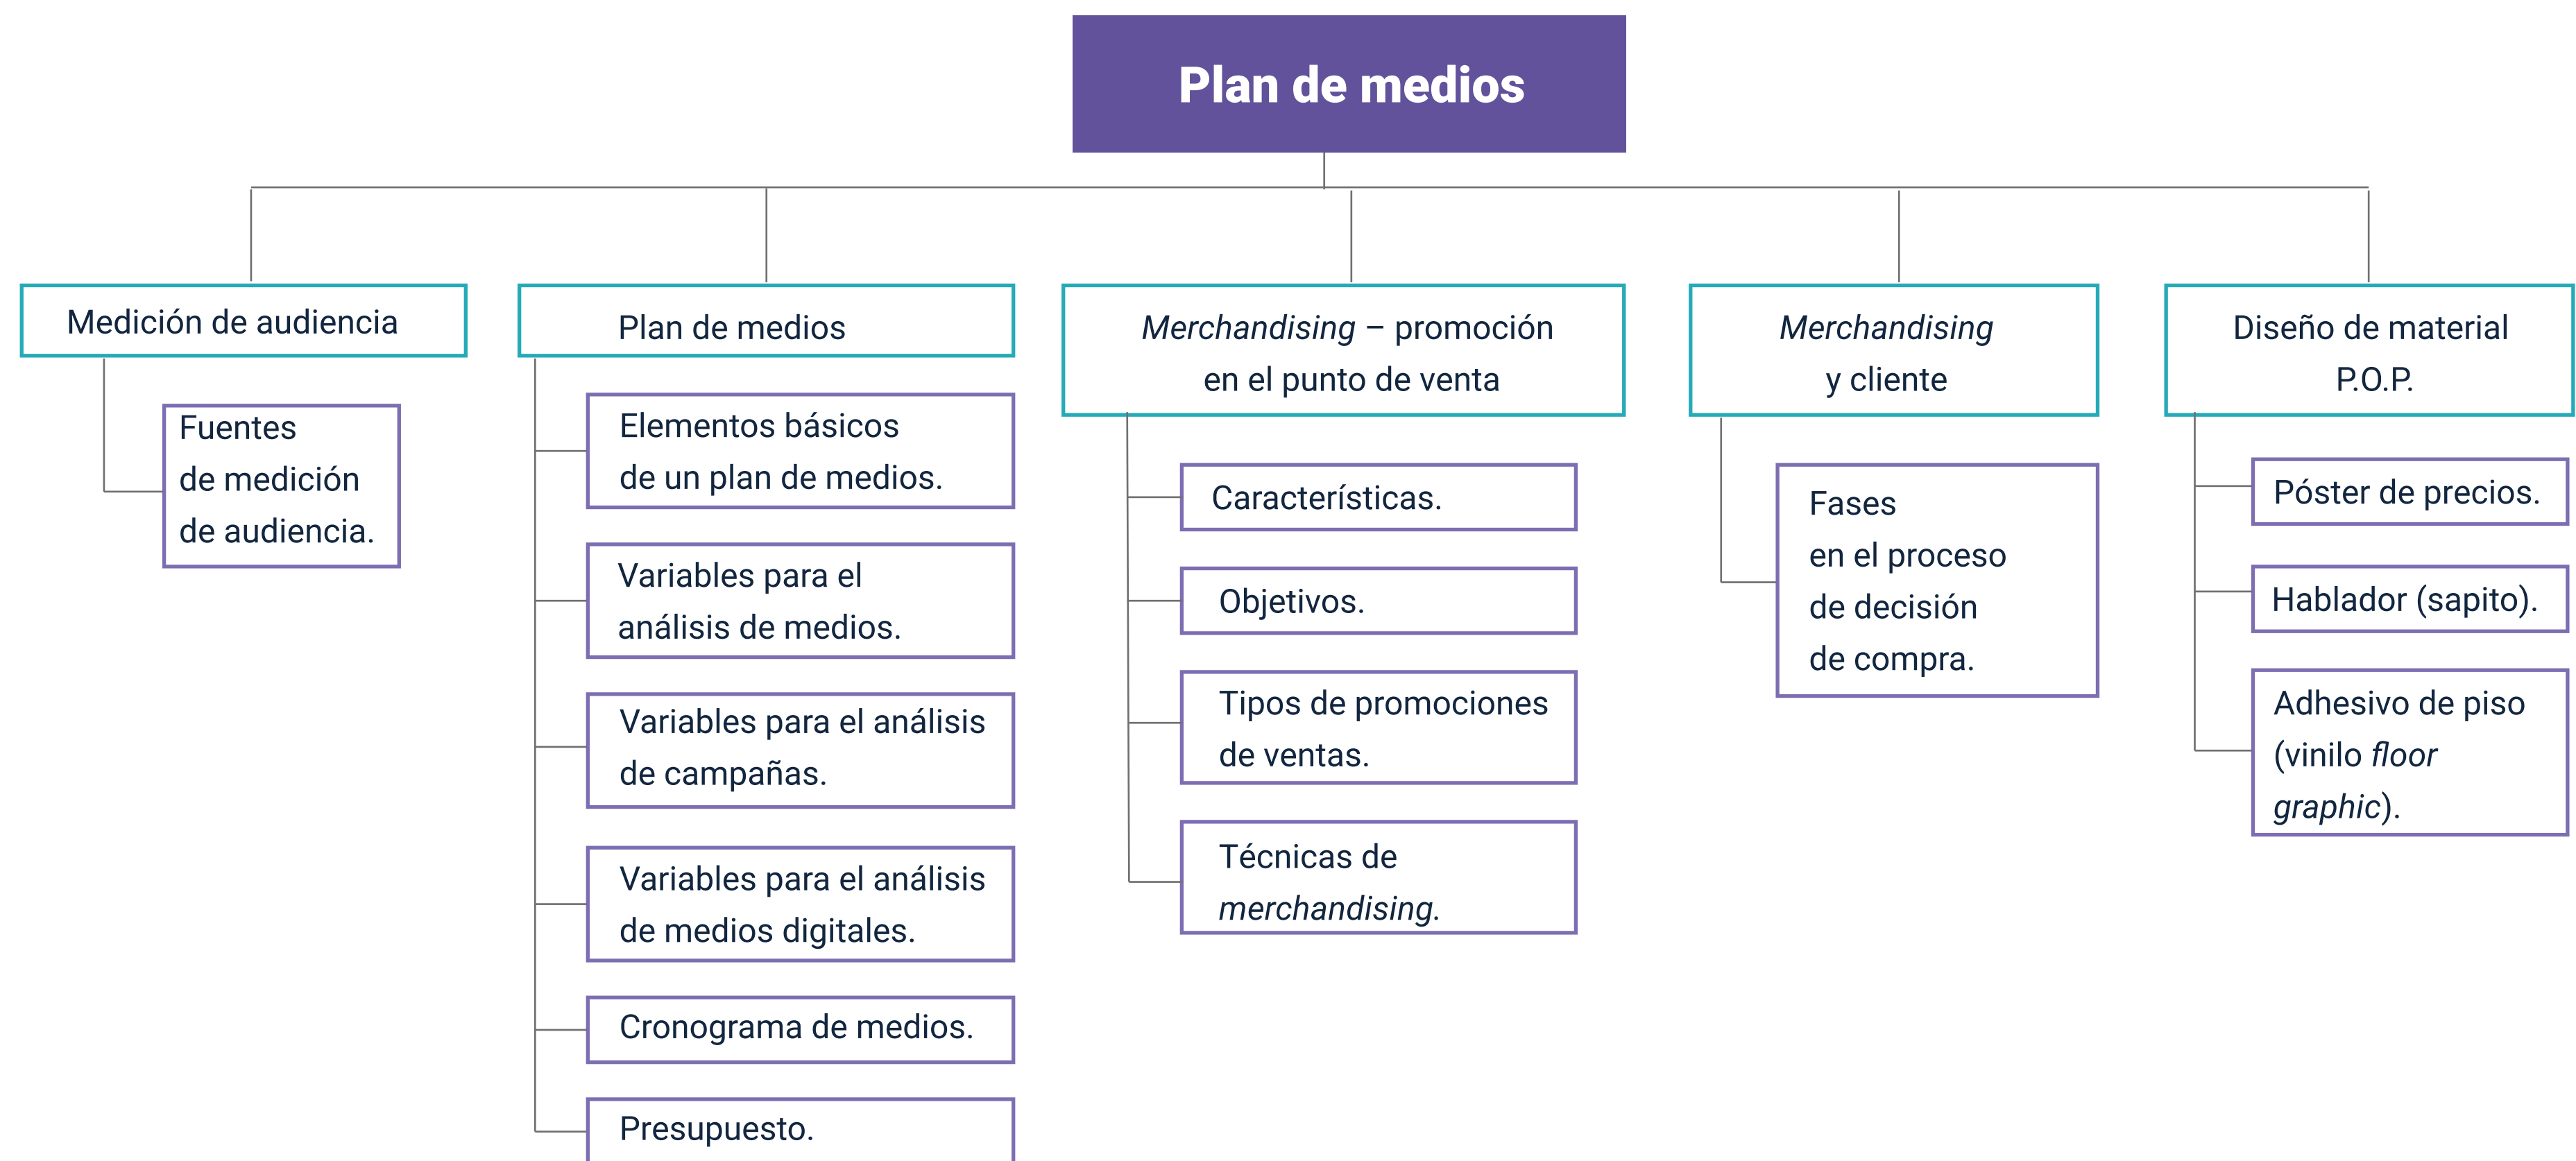 Plan de medios
Medición de audiencia
Fuentes
de medición
de audiencia.
Plan de medios
Elementos básicos
de un plan de medios.
Variables para el
análisis de medios.
Variables para el análisis
de campañas.
Variables para el análisis
de medios digitales.
Cronograma de medios.
Presupuesto.
Merchandising – promoción
en el punto de venta
Características.
Objetivos.
Tipos de promociones
de ventas.
Técnicas de
merchandising.
Merchandising
y cliente
Fases
en el proceso
de decisión
de compra.
Diseño de material
P.O.P.
Póster de precios.
Hablador (sapito).
Adhesivo de piso
(vinilo floor
graphic).